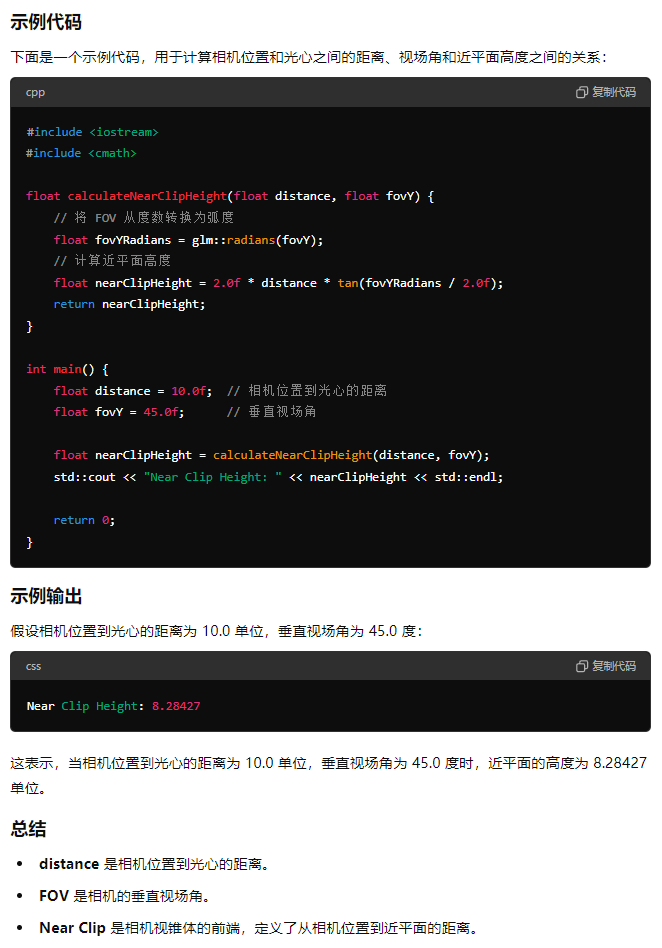 示例代码
下面是一个示例代码，用于计算相机位置和光心之间的距离、视场角和近平面高度之间的关系：
cpp
复制代码
#include <iostream>
#include <cmath>
float calculateNearClipHeight(float distance, float fovY) {
// 将 FOV 从度数转换为弧度
float fovYRadians = glm::radians(fovY);
// 计算近平面高度
float nearClipHeight = 2.0f * distance * tan(fovYRadians / 2.0f);
return nearClipHeight;
}
int main() {
float distance = 10.0f;  // 相机位置到光心的距离
float fovY = 45.0f;      // 垂直视场角
float nearClipHeight = calculateNearClipHeight(distance, fovY);
std::cout << "Near Clip Height: " << nearClipHeight << std::endl;
return 0;
}
示例输出
假设相机位置到光心的距离为 10.0 单位，垂直视场角为 45.0 度：
css
复制代码
Near Clip Height: 8.28427
这表示，当相机位置到光心的距离为 10.0 单位，垂直视场角为 45.0 度时，近平面的高度为 8.28427
单位。
总结
• distance 是相机位置到光心的距离。
• FOV 是相机的垂直视场角。
• Near Clip 是相机视锥体的前端，定义了从相机位置到近平面的距离。